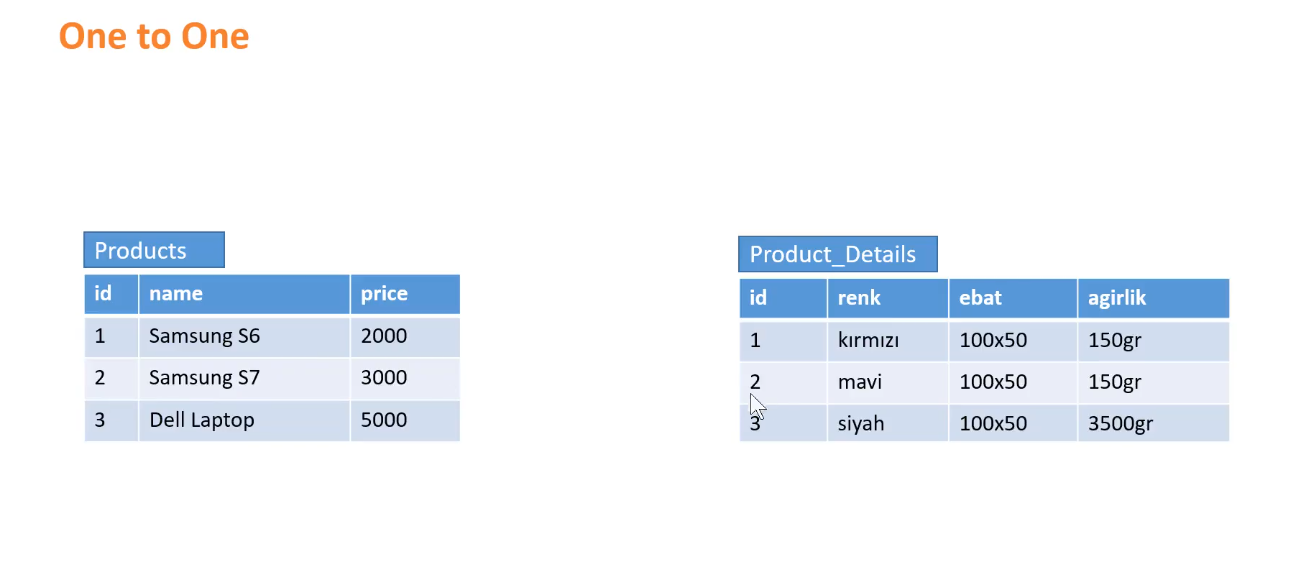 One to One
Products
id name price
1 Samsung S6 2000
2 Samsung S7 3000
3 Dell Laptop 5000
Product_Details
id renk ebat agirlik
1 kırmızı 100x50 150gr
2 mavi 100x50 150gr
3 siyah 100x50 3500gr